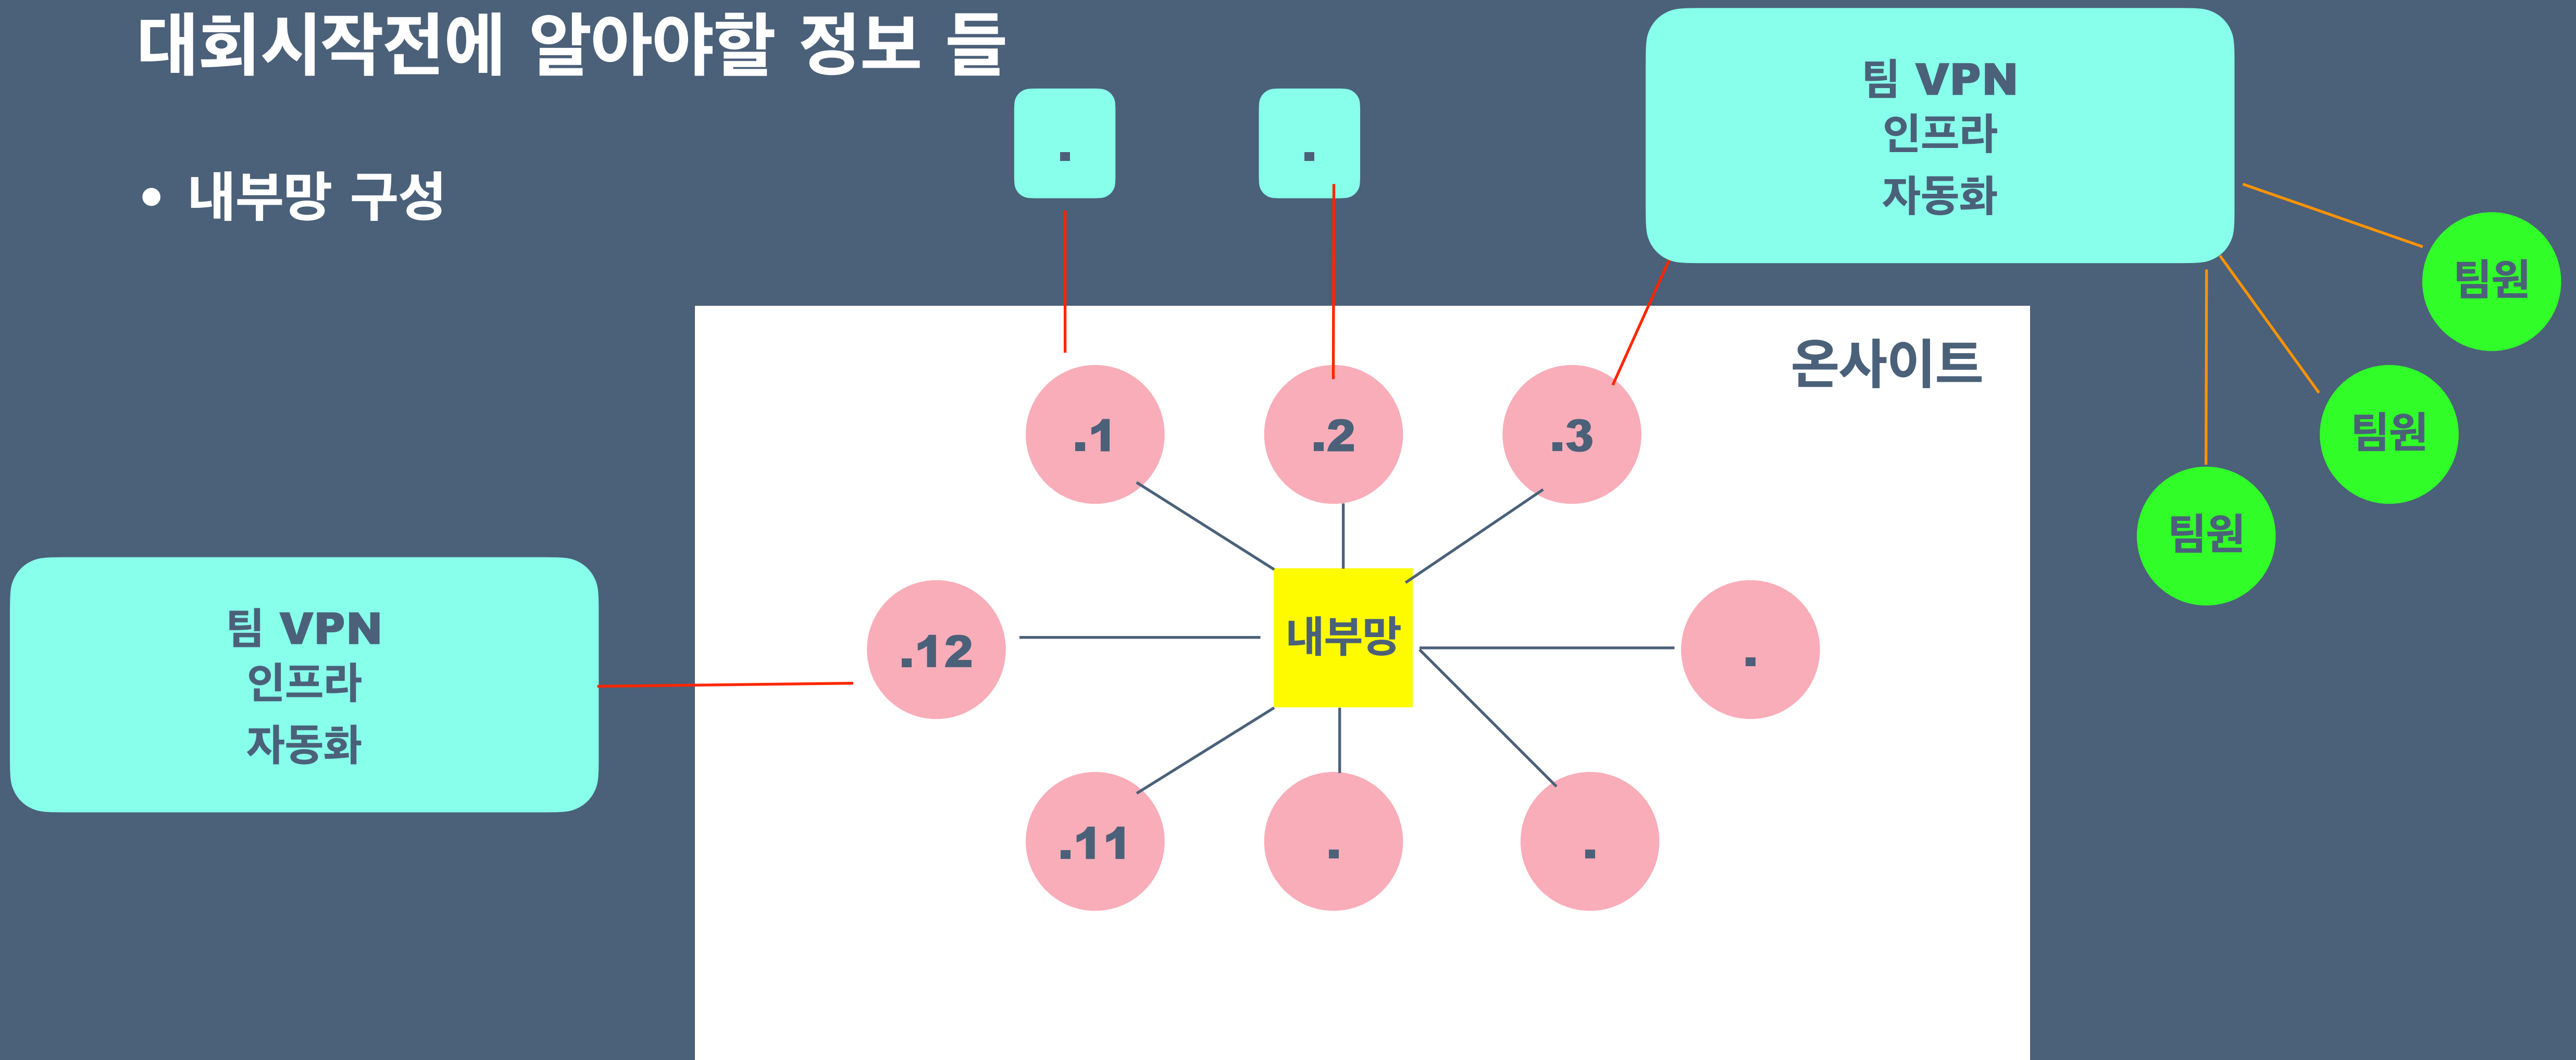 대회시작전에 알아야할 정보 들
• 내부망 구성
.
.
팀 VPN
인프라
자동화
팀원
팀원
팀원
온사이트
.1
.2
.3
팀 VPN
인프라
자동화
.12
내부망
.
.11
.
.